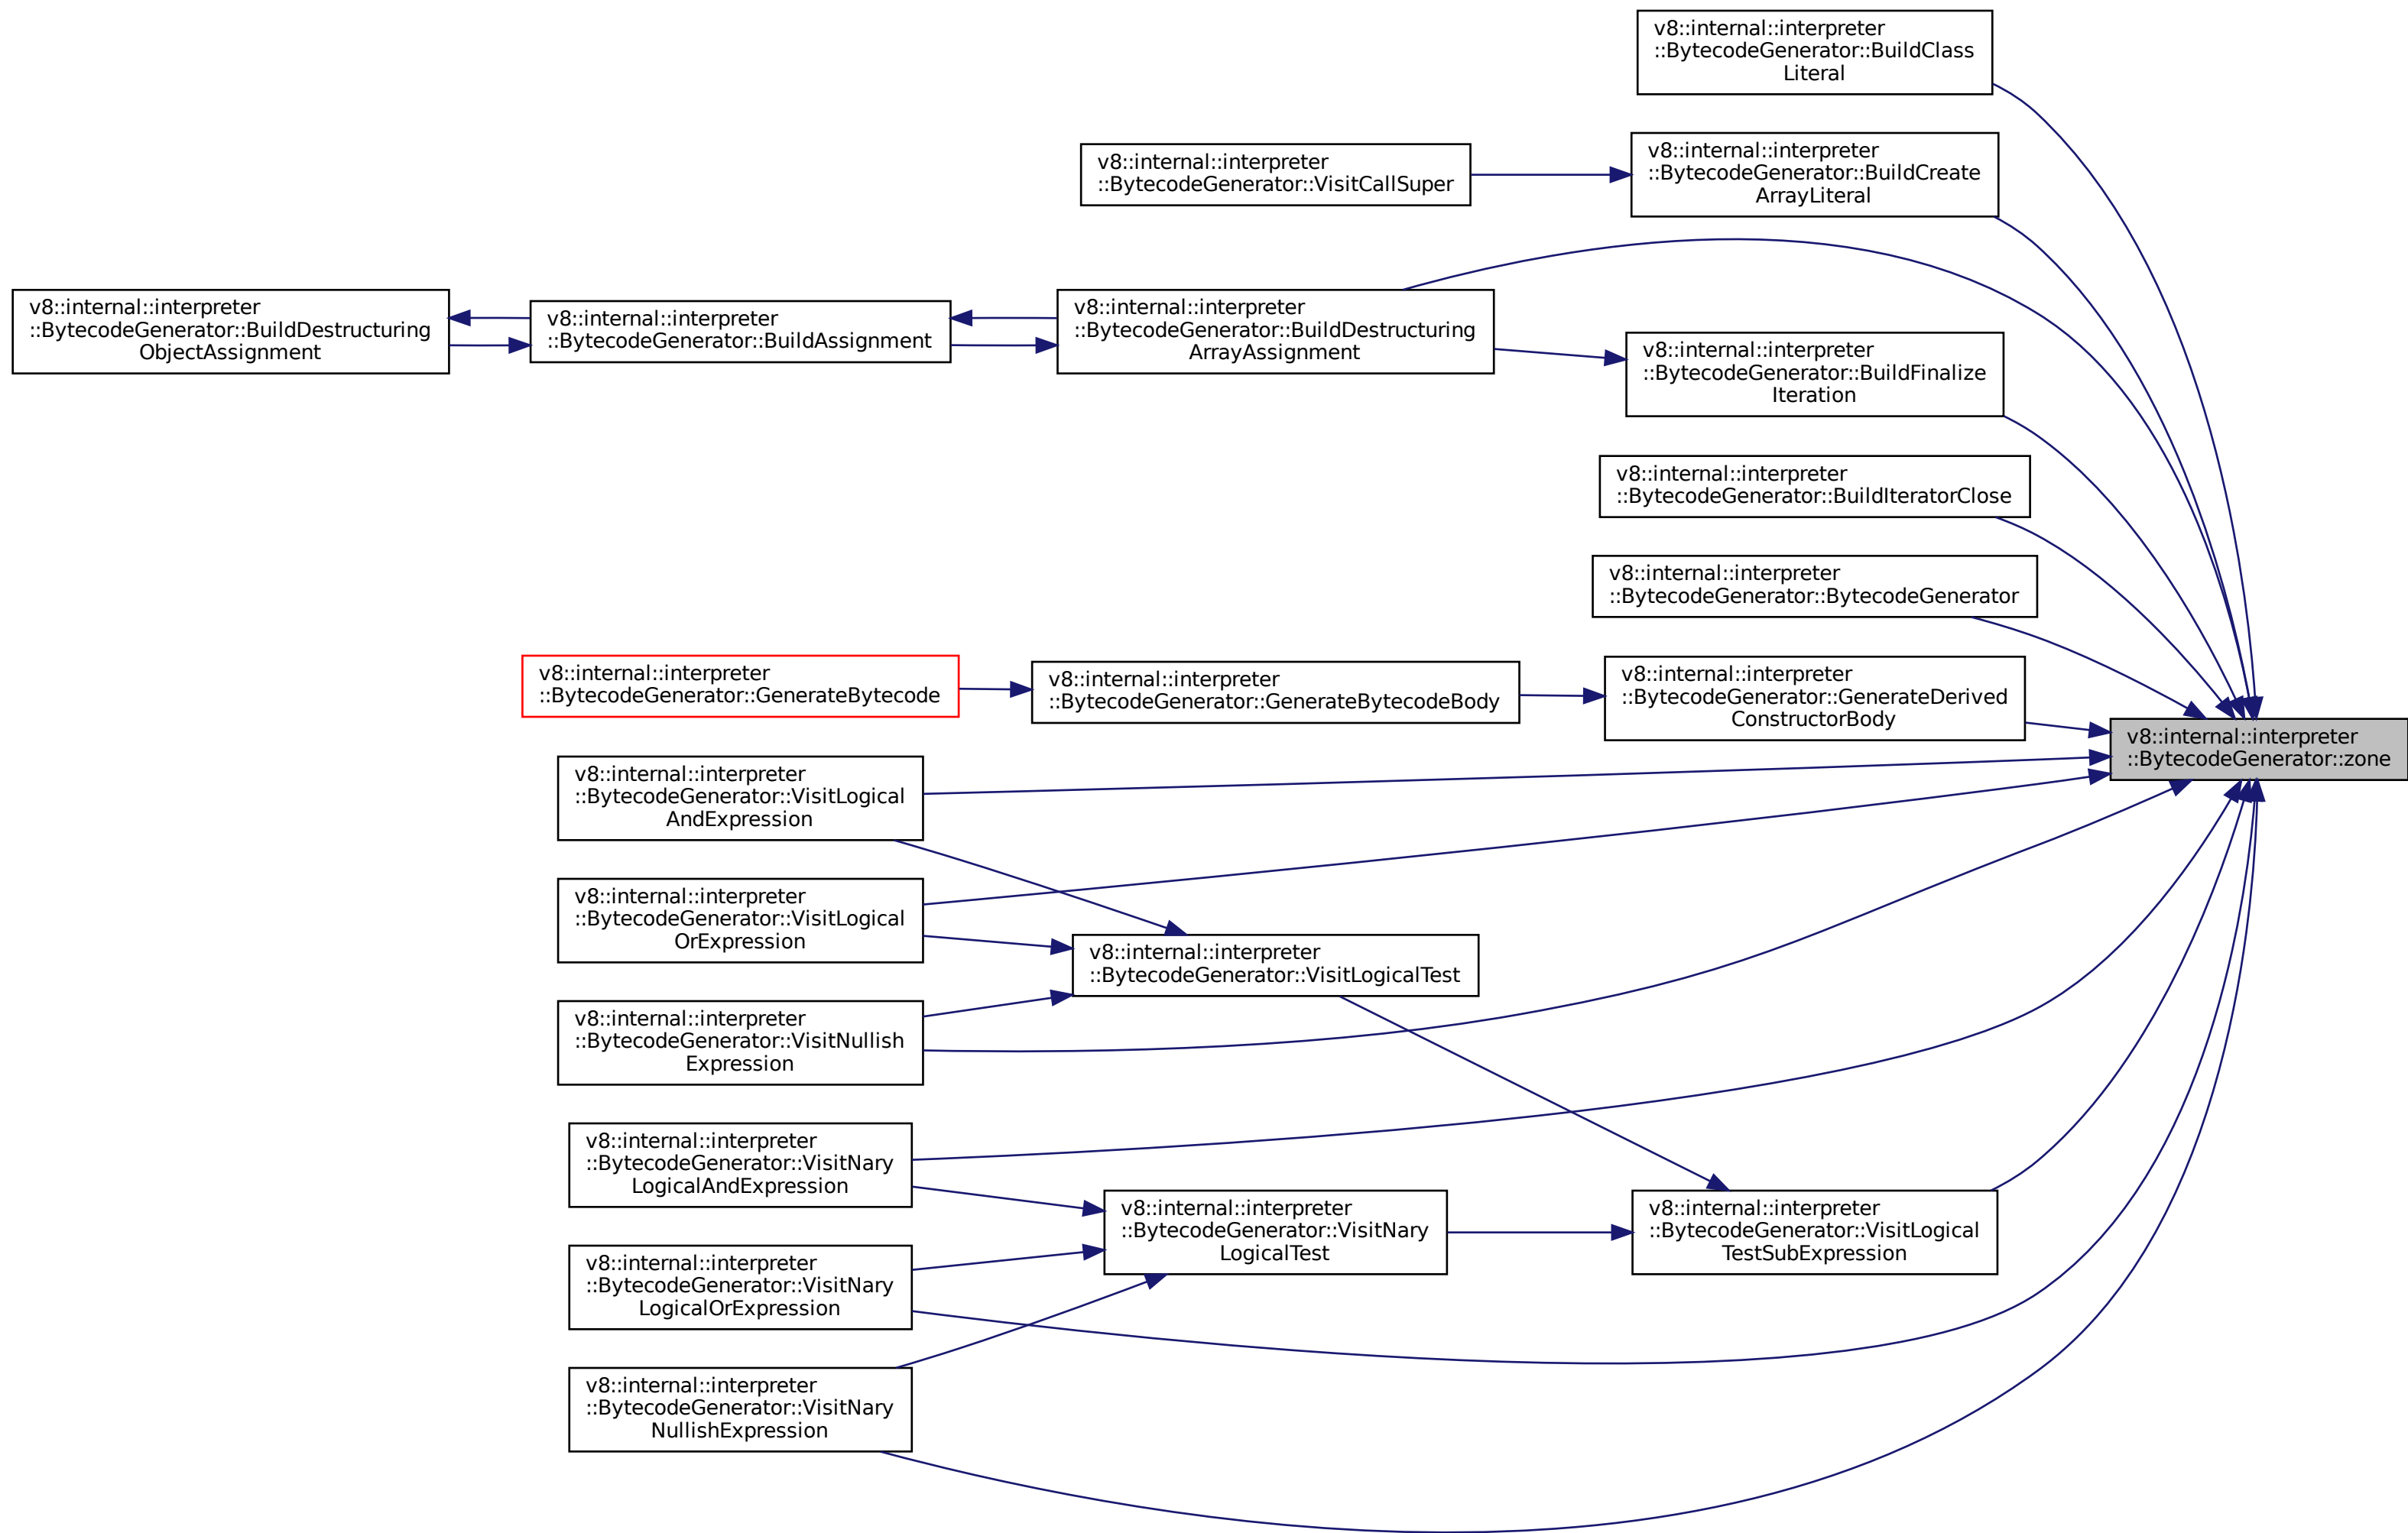 v8::internal::interpreter
::BytecodeGenerator::BuildClass
Literal
v8::internal::interpreter
::BytecodeGenerator::VisitCallSuper
v8::internal::interpreter
::BytecodeGenerator::BuildCreate
ArrayLiteral
v8::internal::interpreter
::BytecodeGenerator::BuildDestructuring
ObjectAssignment
v8::internal::interpreter
::BytecodeGenerator::BuildAssignment
v8::internal::interpreter
::BytecodeGenerator::BuildDestructuring
ArrayAssignment
v8::internal::interpreter
::BytecodeGenerator::BuildFinalize
Iteration
v8::internal::interpreter
::BytecodeGenerator::BuildIteratorClose
v8::internal::interpreter
::BytecodeGenerator::BytecodeGenerator
v8::internal::interpreter
::BytecodeGenerator::GenerateBytecode
v8::internal::interpreter
::BytecodeGenerator::GenerateBytecodeBody
v8::internal::interpreter
::BytecodeGenerator::GenerateDerived
ConstructorBody
v8::internal::interpreter
::BytecodeGenerator::zone
v8::internal::interpreter
::BytecodeGenerator::VisitLogical
AndExpression
v8::internal::interpreter
::BytecodeGenerator::VisitLogical
OrExpression
v8::internal::interpreter
::BytecodeGenerator::VisitLogicalTest
v8::internal::interpreter
::BytecodeGenerator::VisitNullish
Expression
v8::internal::interpreter
::BytecodeGenerator::VisitNary
LogicalAndExpression
v8::internal::interpreter
::BytecodeGenerator::VisitNary
LogicalTest
v8::internal::interpreter
::BytecodeGenerator::VisitLogical
TestSubExpression
v8::internal::interpreter
::BytecodeGenerator::VisitNary
LogicalOrExpression
v8::internal::interpreter
::BytecodeGenerator::VisitNary
NullishExpression